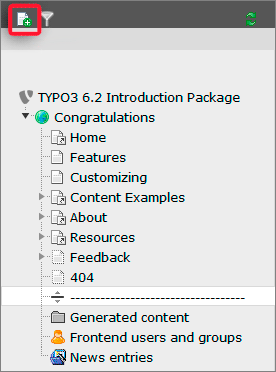 TYPO3 6.2 Introduction Package
Congratulations
Home
Features
Customizing
Content Examples
About
Resources
Feedback
404
-----------------------------------
Generated content
Frontend users and groups
News entries